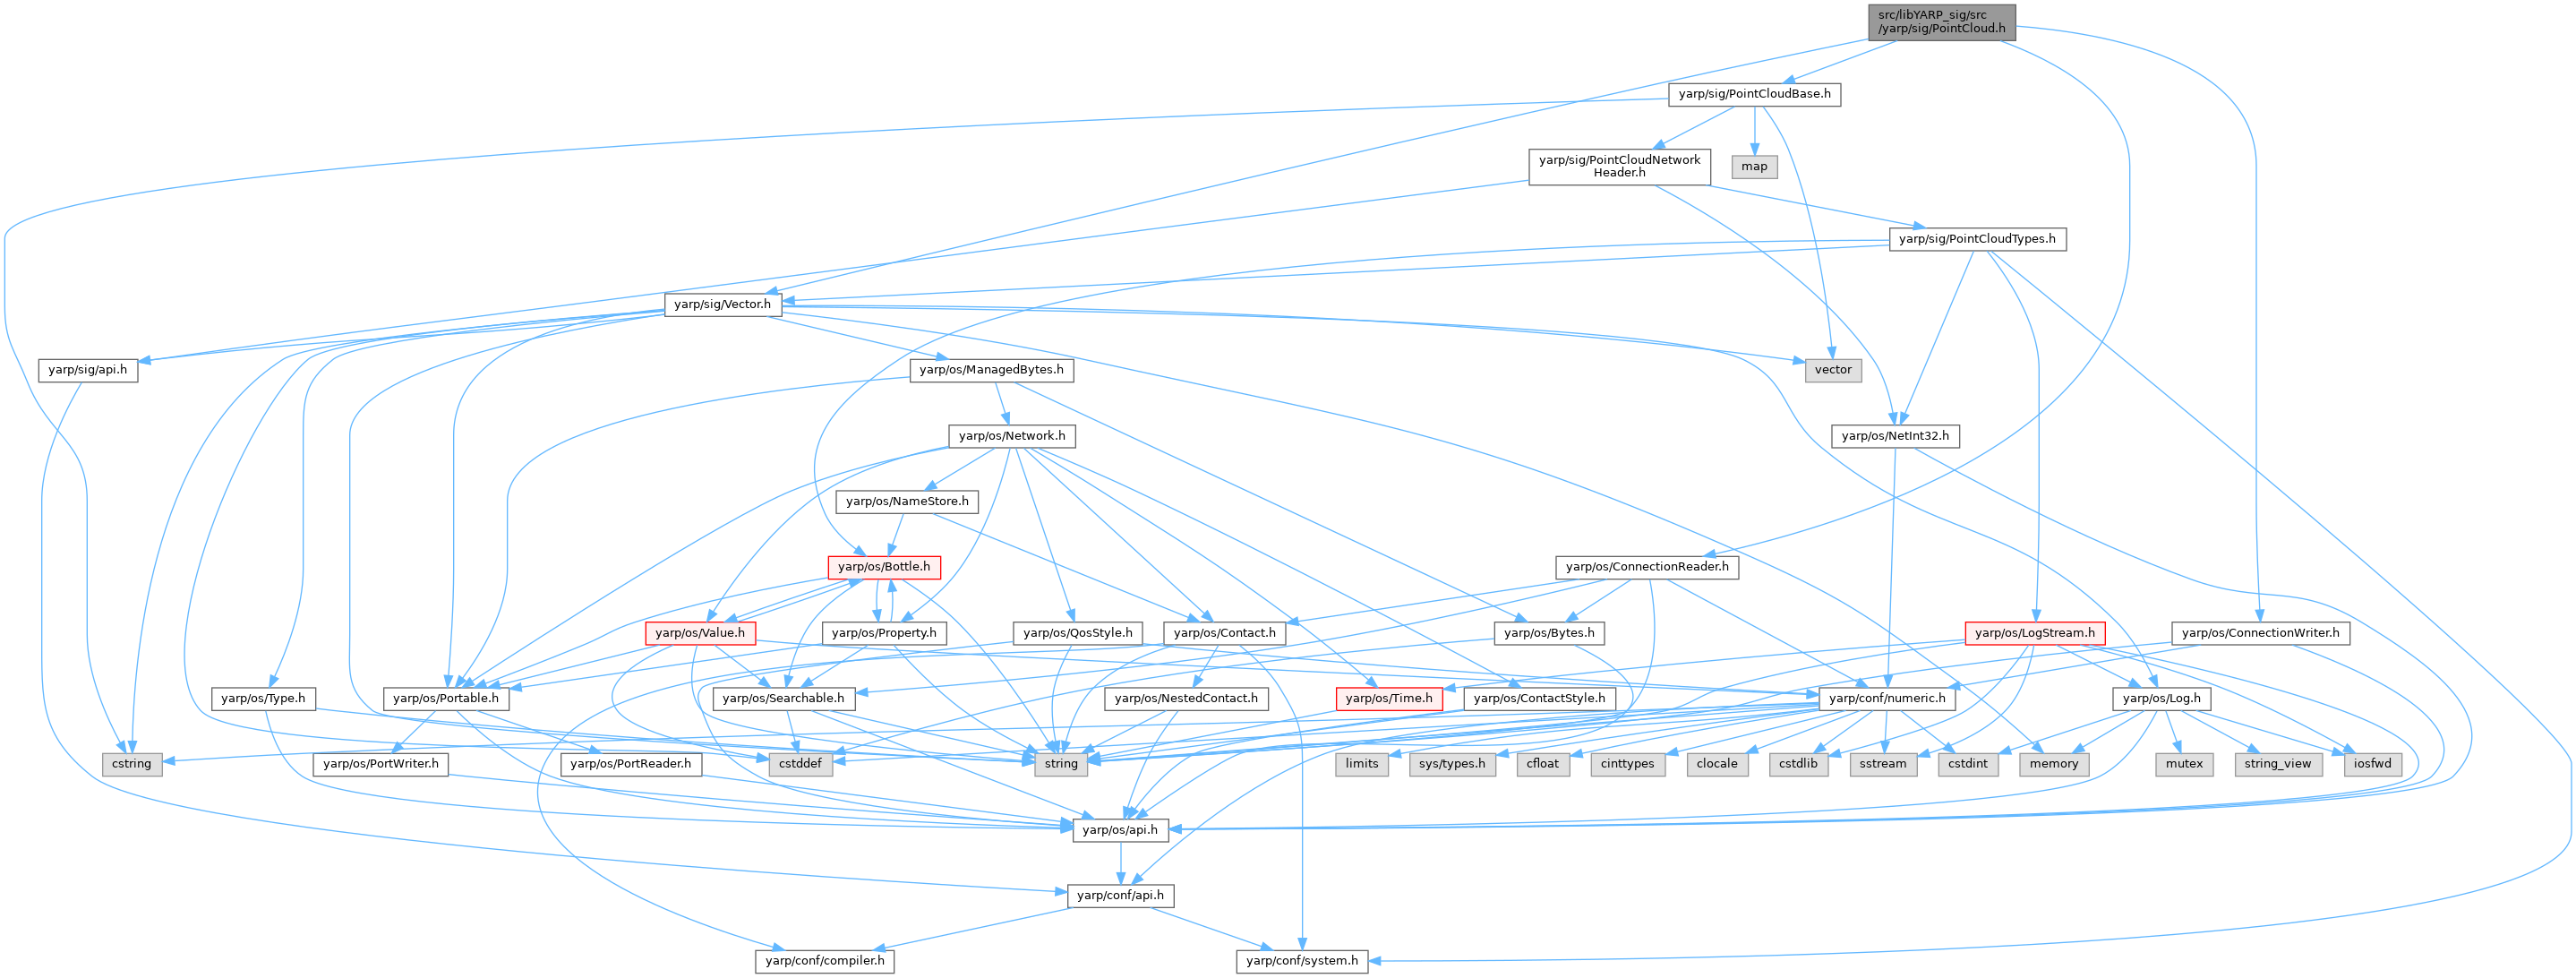 src/libYARP_sig/src
/yarp/sig/PointCloud.h
yarp/sig/PointCloudBase.h
yarp/sig/PointCloudNetwork
Header.h
map
yarp/sig/PointCloudTypes.h
yarp/sig/Vector.h
yarp/sig/api.h
yarp/os/ManagedBytes.h
vector
yarp/os/Network.h
yarp/os/NetInt32.h
yarp/os/NameStore.h
yarp/os/Bottle.h
yarp/os/ConnectionReader.h
yarp/os/Value.h
yarp/os/Property.h
yarp/os/QosStyle.h
yarp/os/Contact.h
yarp/os/Bytes.h
yarp/os/LogStream.h
yarp/os/ConnectionWriter.h
yarp/os/Type.h
yarp/os/Portable.h
yarp/os/Searchable.h
yarp/os/NestedContact.h
yarp/os/Time.h
yarp/os/ContactStyle.h
yarp/conf/numeric.h
yarp/os/Log.h
cstring
yarp/os/PortWriter.h
yarp/os/PortReader.h
cstddef
string
limits
sys/types.h
cfloat
cinttypes
clocale
cstdlib
sstream
cstdint
memory
mutex
string_view
iosfwd
yarp/os/api.h
yarp/conf/api.h
yarp/conf/compiler.h
yarp/conf/system.h